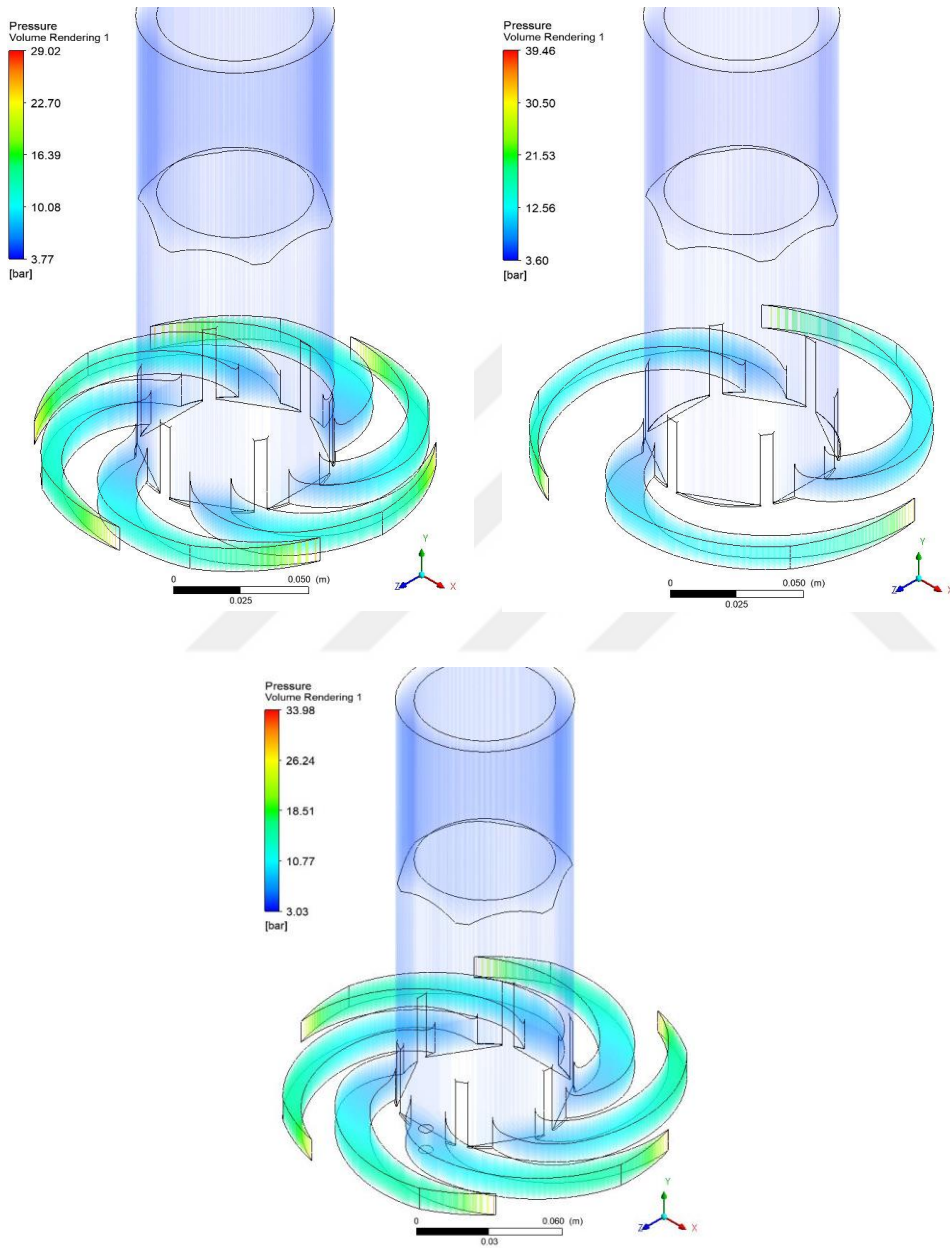 Pressure
Volume Rendering 1
29.02
22.70
16.39
10.08
3.77
[bar]
0
0.050 (m)
0.025
Y
Z
X
Pressure
Volume Rendering 1
39.46
30.50
21.53
12.56
3.60
[bar]
0
0.050 (m)
0.025
Y
Z
X
Pressure
Volume Rendering 1
33.98
26.24
18.51
10.77
3.03
[bar]
0
0.060 (m)
0.03
Y
Z
X